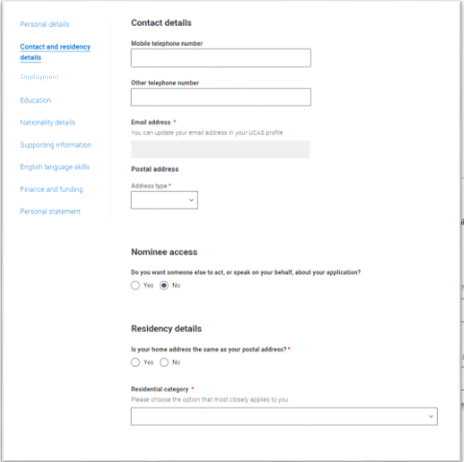 Personal details
Contact and residency
details
Employment
Education
Nationality details
Supporting information
English language skills
Finance and funding
Personal statement
Contact details
Mobile telephone number
Other telephone number
Email address *
You can update your email address in your UCAS profile
Postal address
Address type *
Nominee access
Do you want someone else to act, or speak on your behalf, about your application?
Yes No
Residency details
Is your home address the same as your postal address? *
Yes No
Residential category *
Please choose the option that most closely applies to you